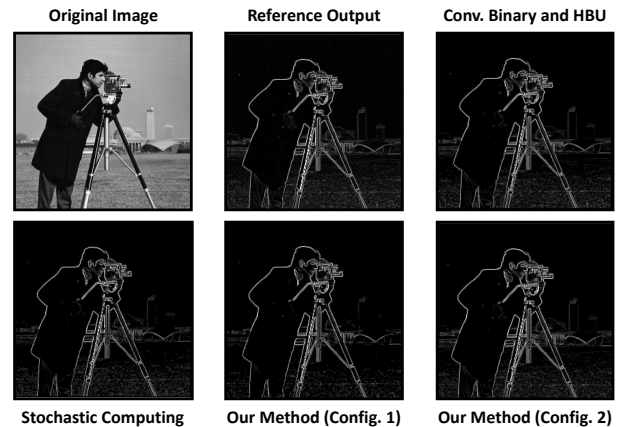 Original Image
Reference Output
Conv. Binary and HBU
Stochastic Computing
Our Method (Config. 1)
Our Method (Config. 2)